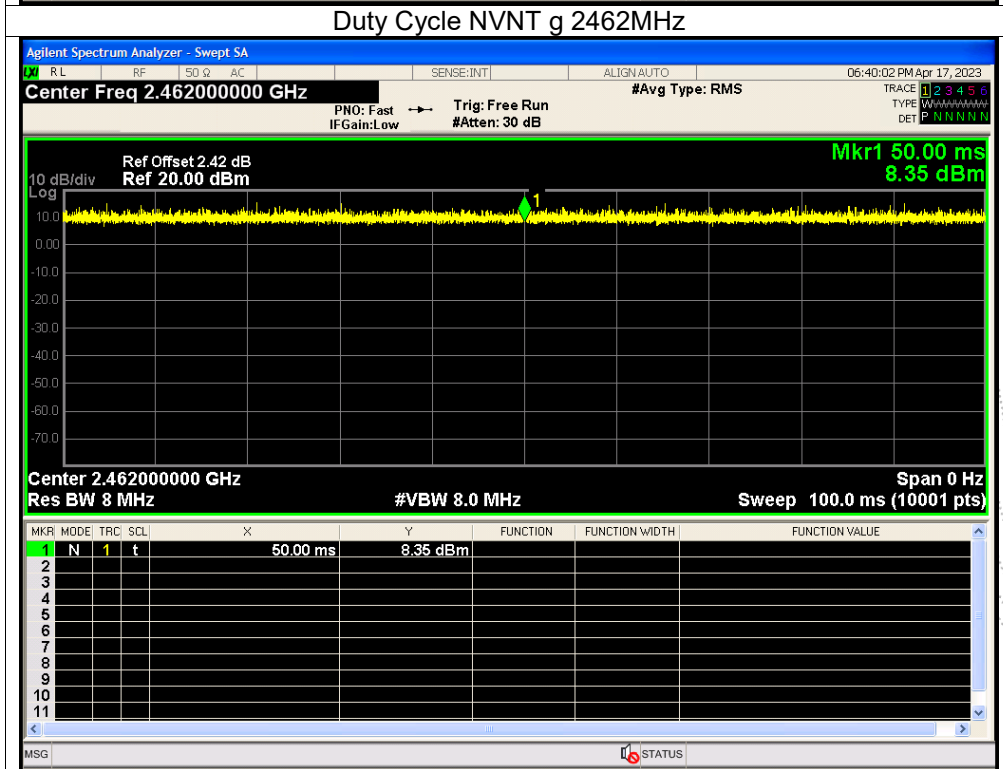 Duty Cycle NVNT g 2462MHz
Agilent Spectrum Analyzer - Swept SA
LXI RL RF 50 Ω AC SENSE:INT ALIGN AUTO 06:40:02 PM Apr 17, 2023
Center Freq 2.462000000 GHz #Avg Type: RMS TRACE 1 2 3 4 5 6
PNO: Fast Trig: Free Run TYPE
IFGain:Low #Atten: 30 dB DET P N N N N N
Mkr1 50.00 ms
8.35 dBm
Ref Offset 2.42 dB
10 dB/div Ref 20.00 dBm
Log
1
10.0
0.00
-10.0
-20.0
-30.0
-40.0
-50.0
-60.0
-70.0
Center 2.462000000 GHz Span 0 Hz
Res BW 8 MHz #VBW 8.0 MHz Sweep 100.0 ms (10001 pts)
MKR MODE TRC SCL X Y FUNCTION FUNCTION WIDTH FUNCTION VALUE
1 N 1 t 50.00 ms 8.35 dBm
2
3
4
5
6
7
8
9
10
11
MSG STATUS